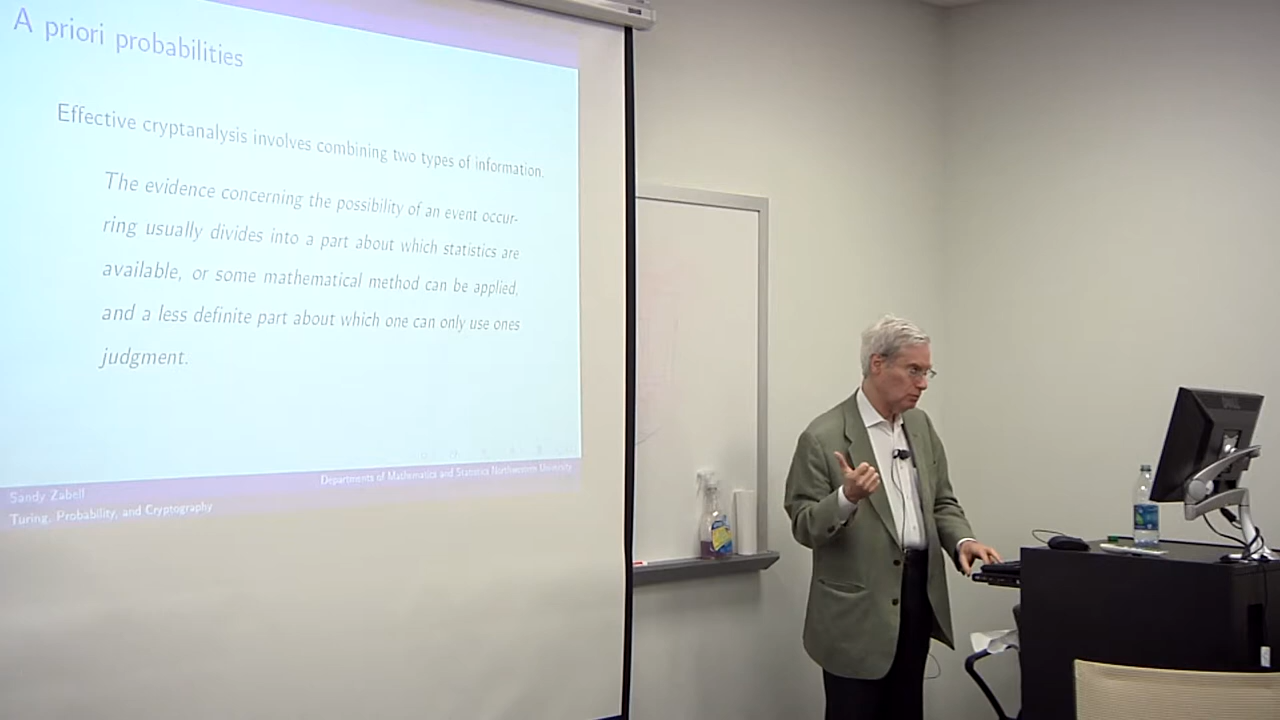 A priori probabilities
Effective cryptanalysis involves combining two types of information.
The evidence concerning the possibility of an event occur-
ring usually divides into a part about which statistics are
available, or some mathematical method can be applied,
and a less definite part about which one can only use ones
judgment.
Sandy Zabell
Departments of Mathematics and Statistics Northwestern University
Turing, Probability, and Cryptography
DELL